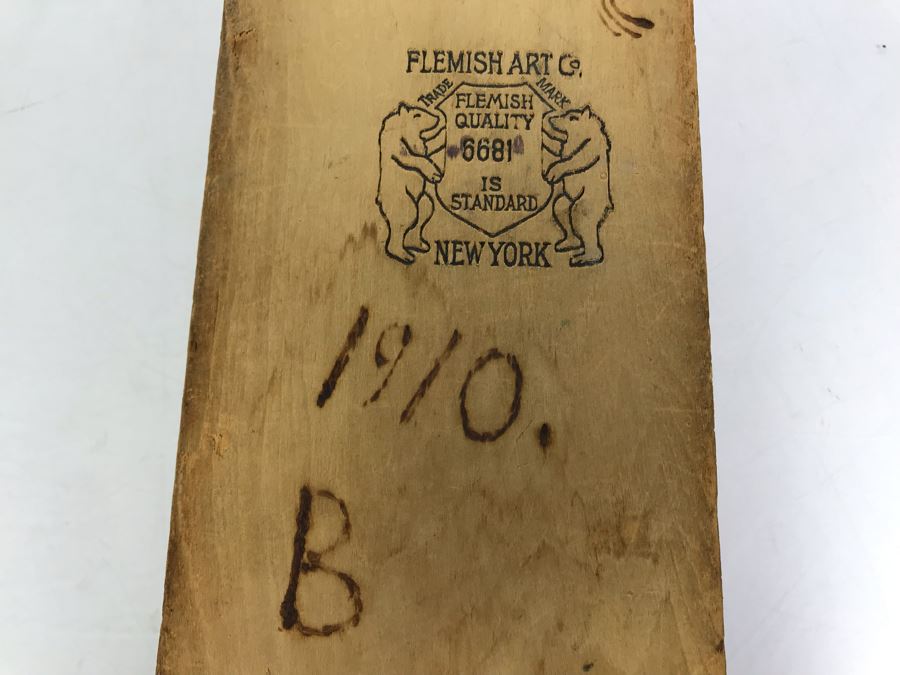 FLEMISH ART Co.
TRADE MARK
FLEMISH
QUALITY
6681
IS
STANDARD
NEW YORK
1910.
B